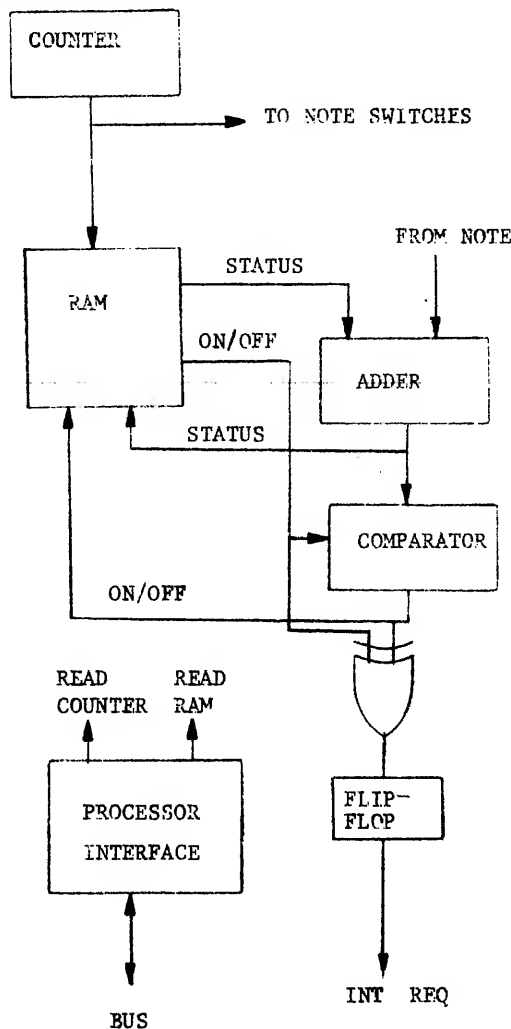 COUNTER
TO NOTE SWITCHES
FROM NOTE
STATUS
RAM
ON/OFF
ADDER
STATUS
COMPARATOR
ON/OFF
READ
COUNTER
READ
RAM
PROCESSOR
INTERFACE
FLIP-
FLOP
INT REQ
BUS